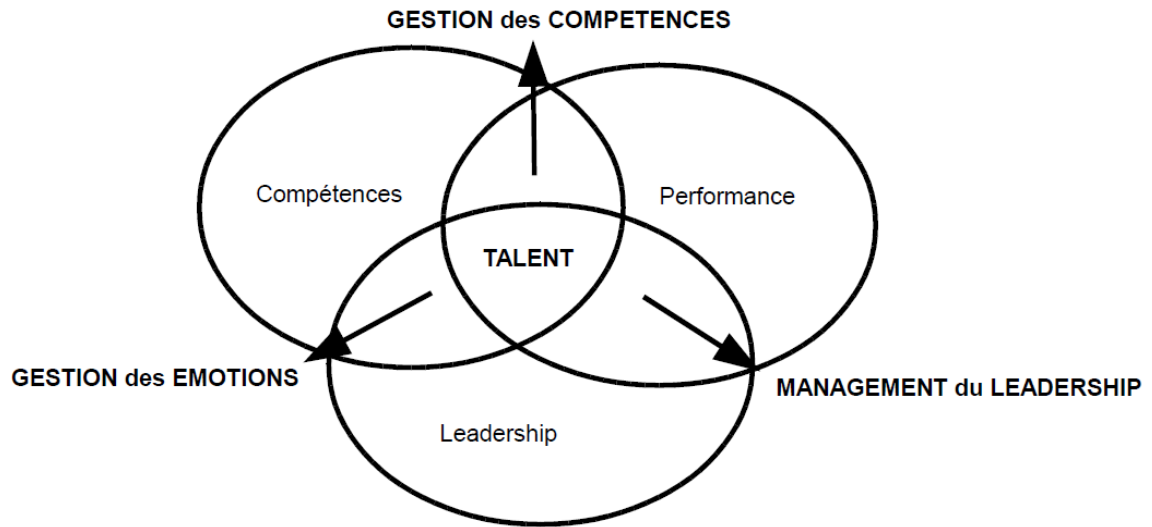 GESTION des COMPETENCES
Compétences
Performance
TALENT
GESTION des EMOTIONS
MANAGEMENT du LEADERSHIP
Leadership